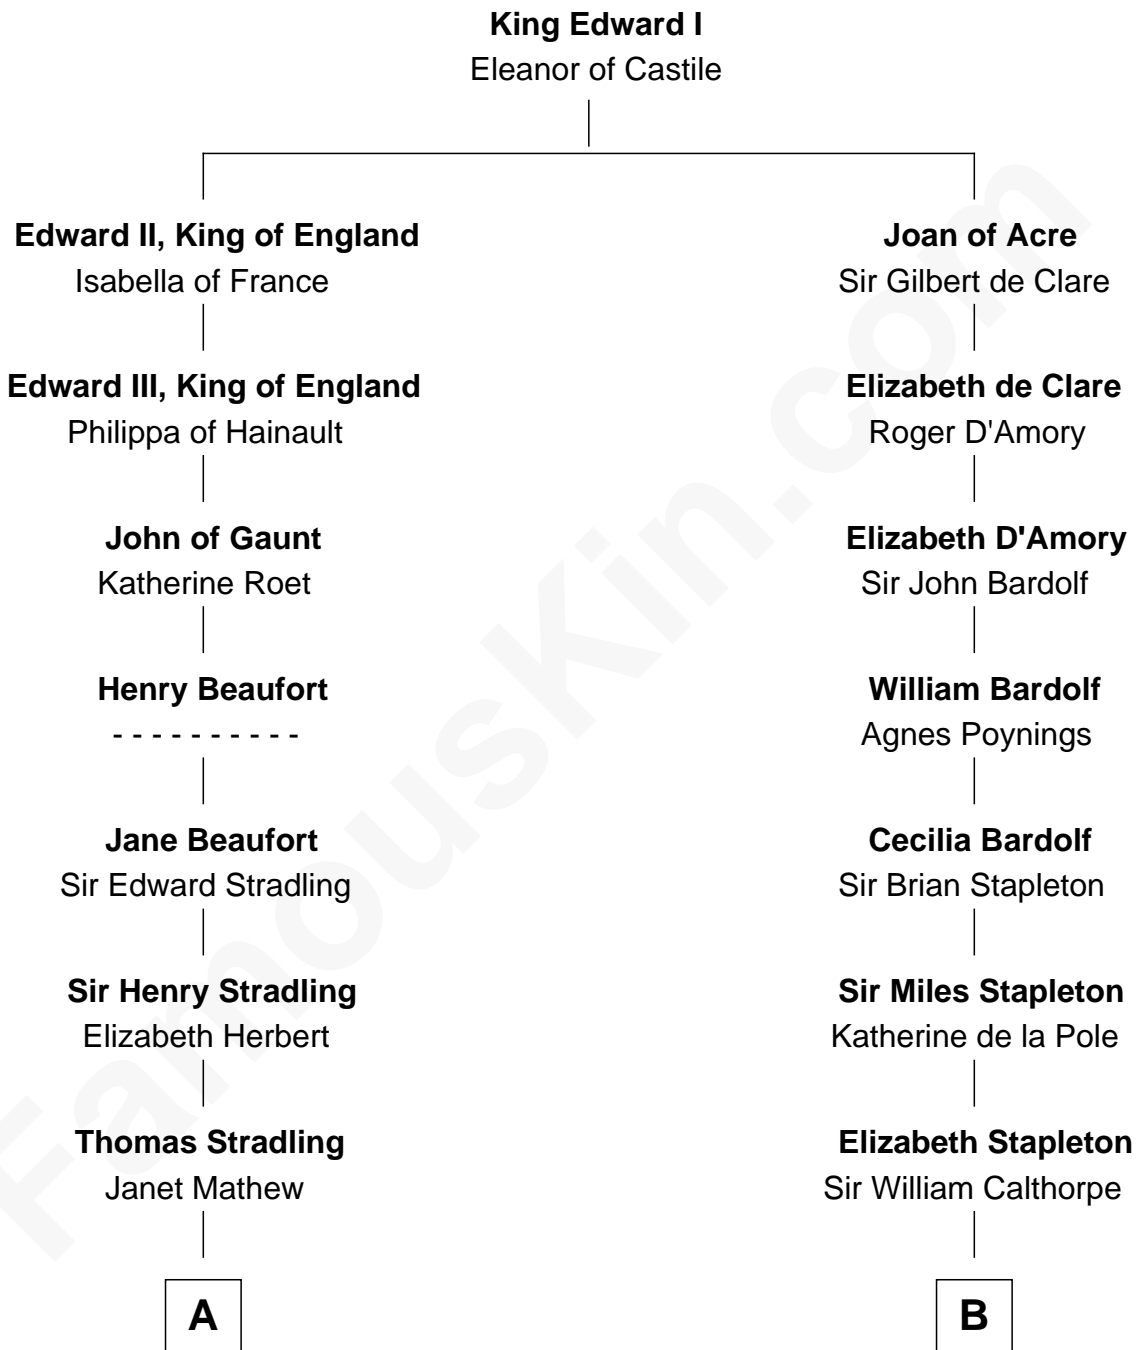 King Edward I
Eleanor of Castile
Edward II, King of England
Isabella of France
Joan of Acre
Sir Gilbert de Clare
Edward III, King of England
Philippa of Hainault
Elizabeth de Clare
Roger D'Amory
John of Gaunt
Katherine Roet
Elizabeth D'Amory
Sir John Bardolf
Henry Beaufort
- - - - - - - - - -
William Bardolf
Agnes Poynings
Jane Beaufort
Sir Edward Stradling
Cecilia Bardolf
Sir Brian Stapleton
Sir Henry Stradling
Elizabeth Herbert
Sir Miles Stapleton
Katherine de la Pole
Thomas Stradling
Janet Mathew
Elizabeth Stapleton
Sir William Calthorpe
A
B
FamousKin.com